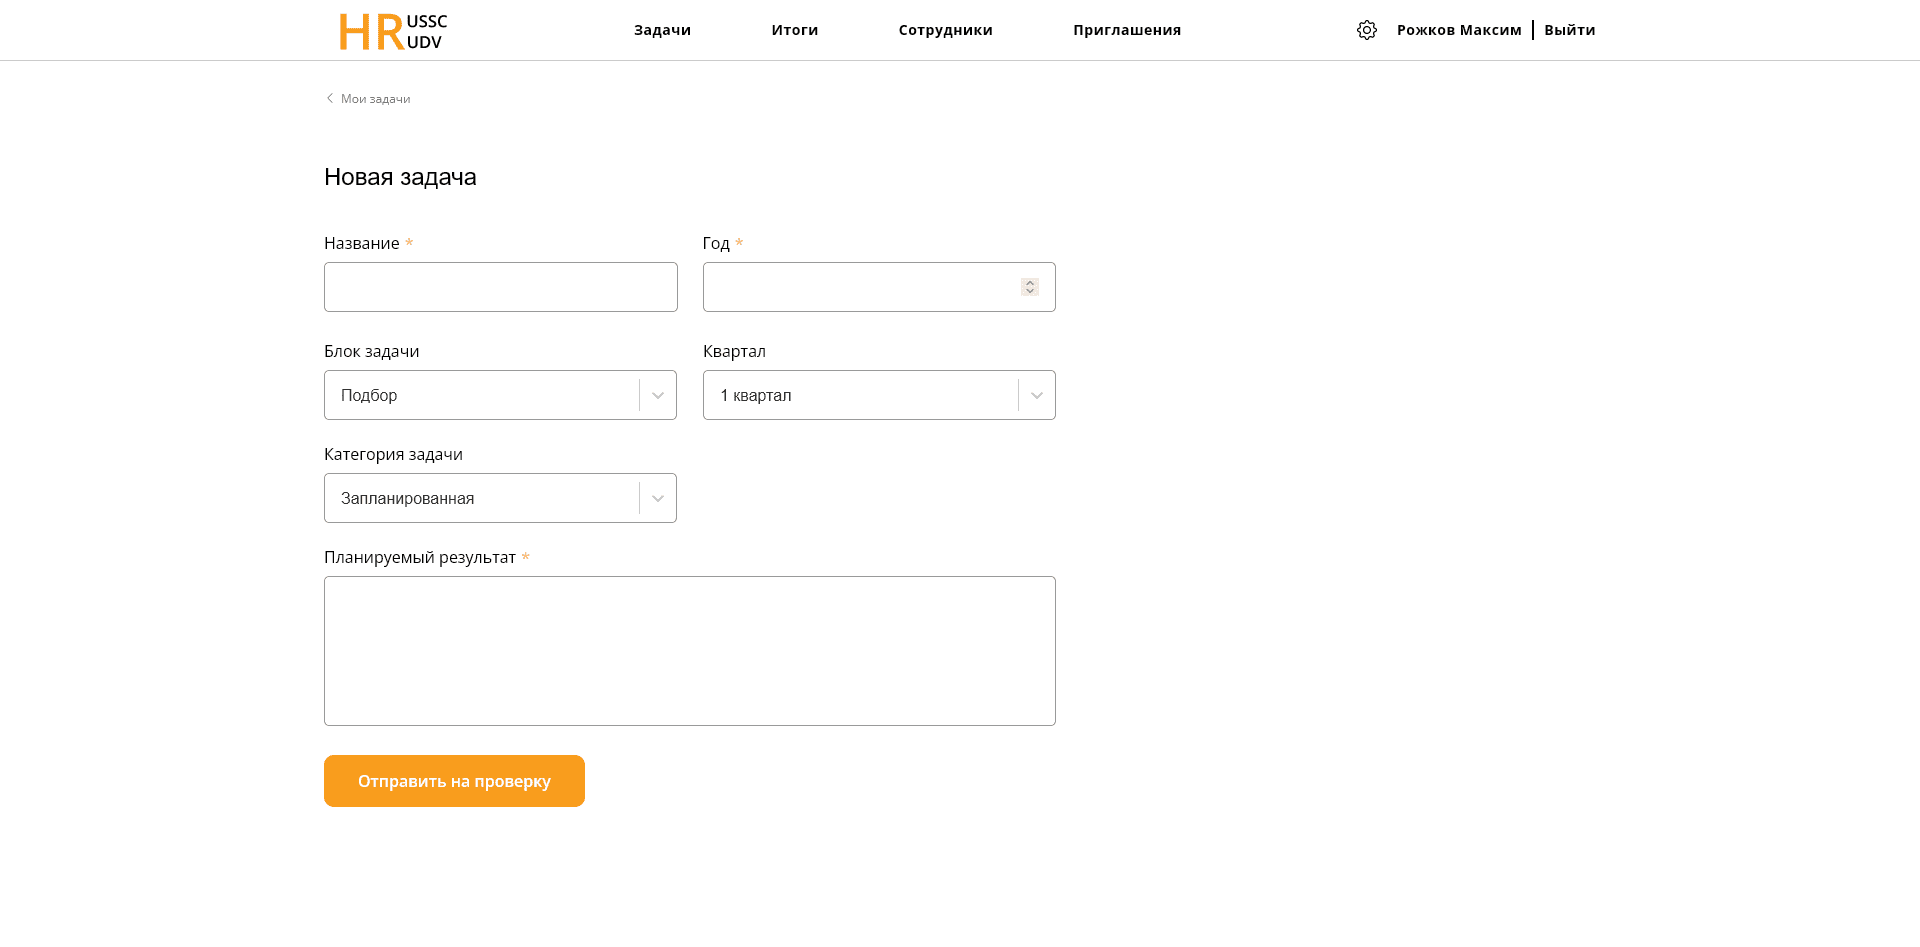 HR USSC UDV Задачи Итоги Сотрудники Приглашения Рожков Максим Выйти
Мои задачи
Новая задача
Название * Год *
Блок задачи Квартал
Подбор 1 квартал
Категория задачи
Запланированная
Планируемый результат *
Отправить на проверку